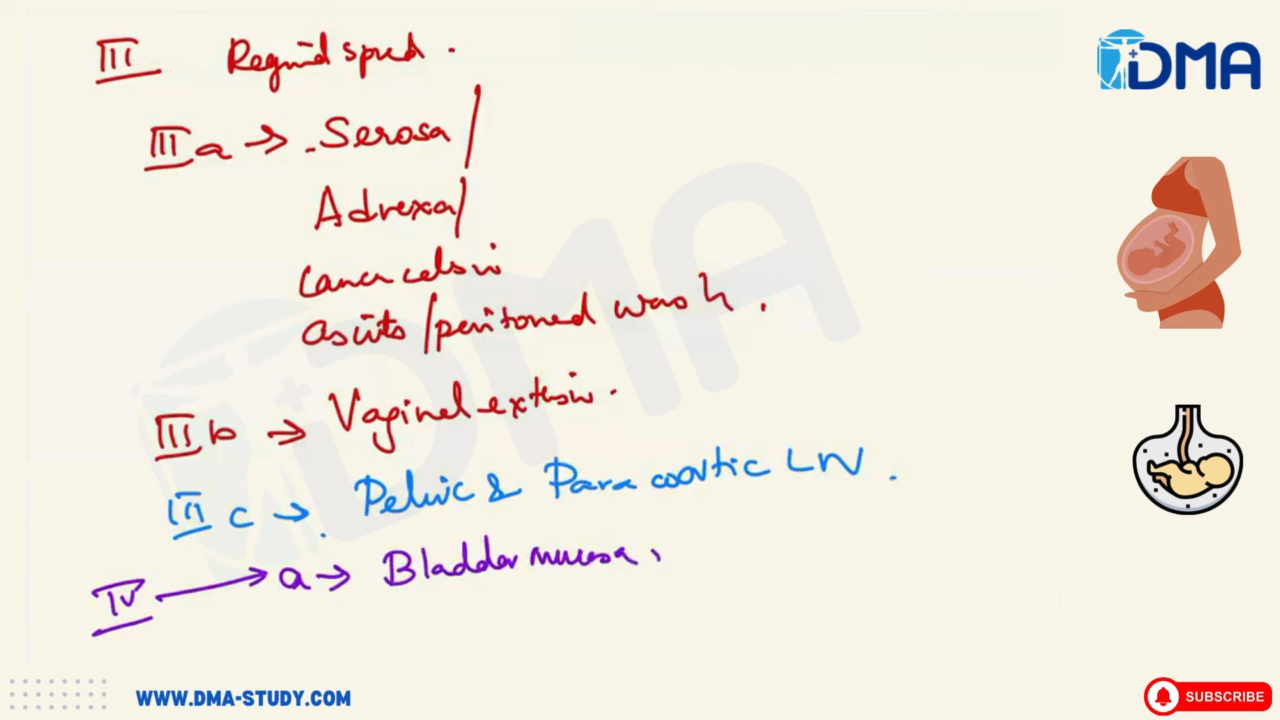 III Regional spread.
IIIa → Serosa/
Adnexa/
Cancer cells in
ascites/peritoneal wash.
IIIb → Vaginal extension.
IIIc → Pelvic & Para aortic LN.
IV → a → Bladder mucosa,
DMA
DMA
WWW.DMA-STUDY.COM
SUBSCRIBE